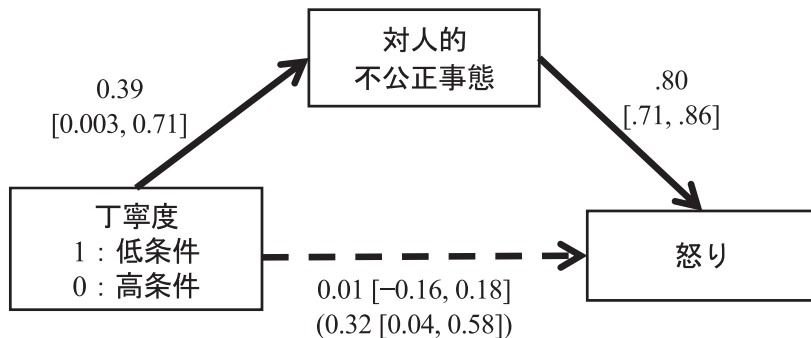 対人的
不公正事態
0.39
[0.003, 0.71]
.80
[.71, .86]
丁寧度
1：低条件
0：高条件
怒り
0.01 [−0.16, 0.18]
(0.32 [0.04, 0.58])